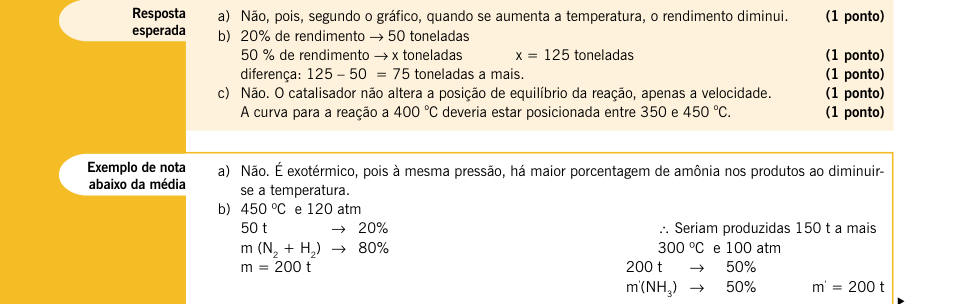 Resposta
esperada
a) Não, pois, segundo o gráfico, quando se aumenta a temperatura, o rendimento diminui. (1 ponto)
b) 20% de rendimento → 50 toneladas
50 % de rendimento → x toneladas x = 125 toneladas (1 ponto)
diferença: 125 – 50 = 75 toneladas a mais. (1 ponto)
c) Não. O catalisador não altera a posição de equilíbrio da reação, apenas a velocidade. (1 ponto)
A curva para a reação a 400 °C deveria estar posicionada entre 350 e 450 °C. (1 ponto)
Exemplo de nota
abaixo da média
a) Não. É exotérmico, pois à mesma pressão, há maior porcentagem de amônia nos produtos ao diminuir-
se a temperatura.
b) 450 ºC e 120 atm
50 t → 20% ∴ Seriam produzidas 150 t a mais
m (N₂ + H₂) → 80% 300 ºC e 100 atm
m = 200 t 200 t → 50%
m'(NH₃) → 50% m' = 200 t